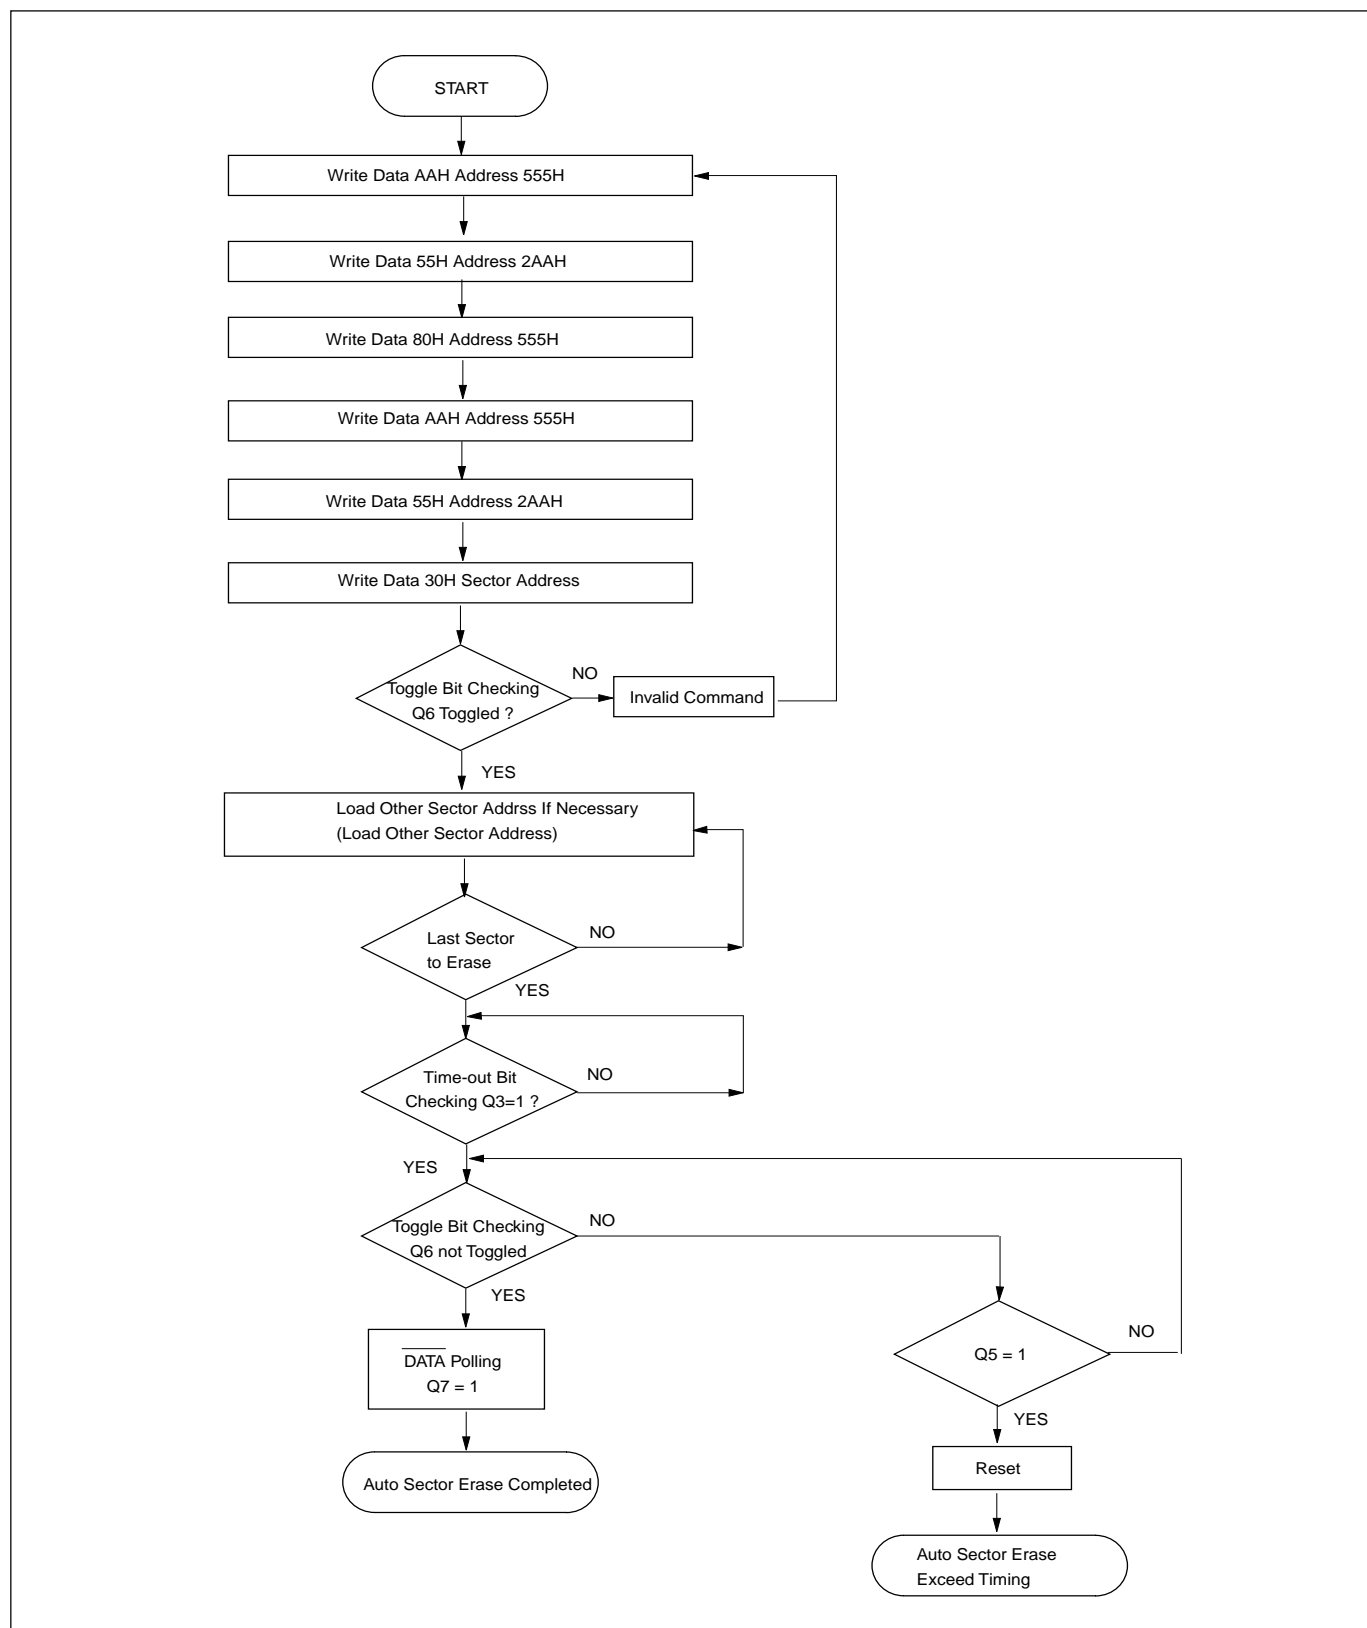 START
Write Data AAH Address 555H
Write Data 55H Address 2AAH
Write Data 80H Address 555H
Write Data AAH Address 555H
Write Data 55H Address 2AAH
Write Data 30H Sector Address
Toggle Bit Checking
Q6 Toggled ?
NO
Invalid Command
YES
Load Other Sector Addrss If Necessary
(Load Other Sector Address)
Last Sector
to Erase
NO
YES
Time-out Bit
Checking Q3=1 ?
NO
YES
Toggle Bit Checking
Q6 not Toggled
NO
YES
DATA Polling
Q7 = 1
Q5 = 1
NO
YES
Reset
Auto Sector Erase Completed
Auto Sector Erase
Exceed Timing